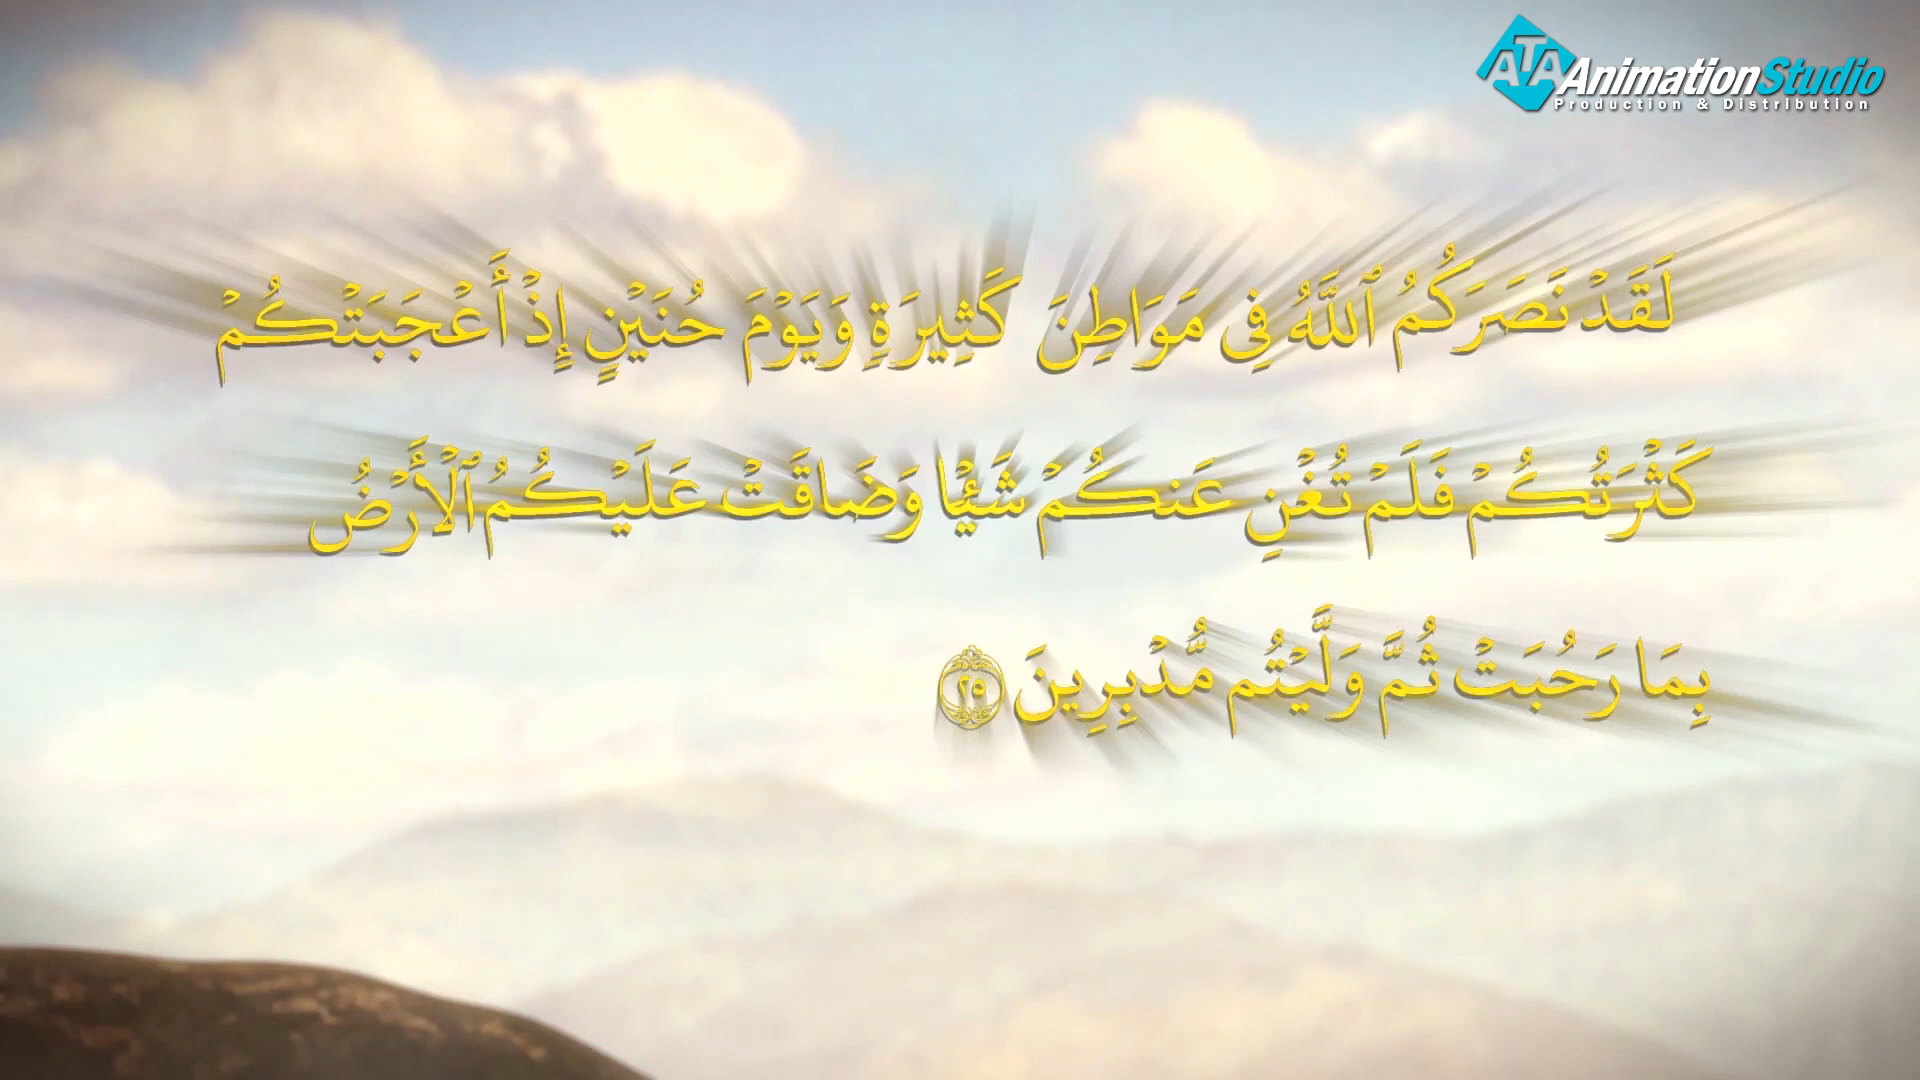 ATA AnimationStudio
Production & Distribution
لَقَدْ نَصَرَكُمُ ٱللَّهُ فِى مَوَاطِنَ كَثِيرَةٍ وَيَوْمَ حُنَيْنٍ إِذْ أَعْجَبَتْكُمْ
كَثْرَتُكُمْ فَلَمْ تُغْنِ عَنكُمْ شَيْـًٔا وَضَاقَتْ عَلَيْكُمُ ٱلْأَرْضُ
بِمَا رَحُبَتْ ثُمَّ وَلَّيْتُم مُّدْبِرِينَ ٢٥